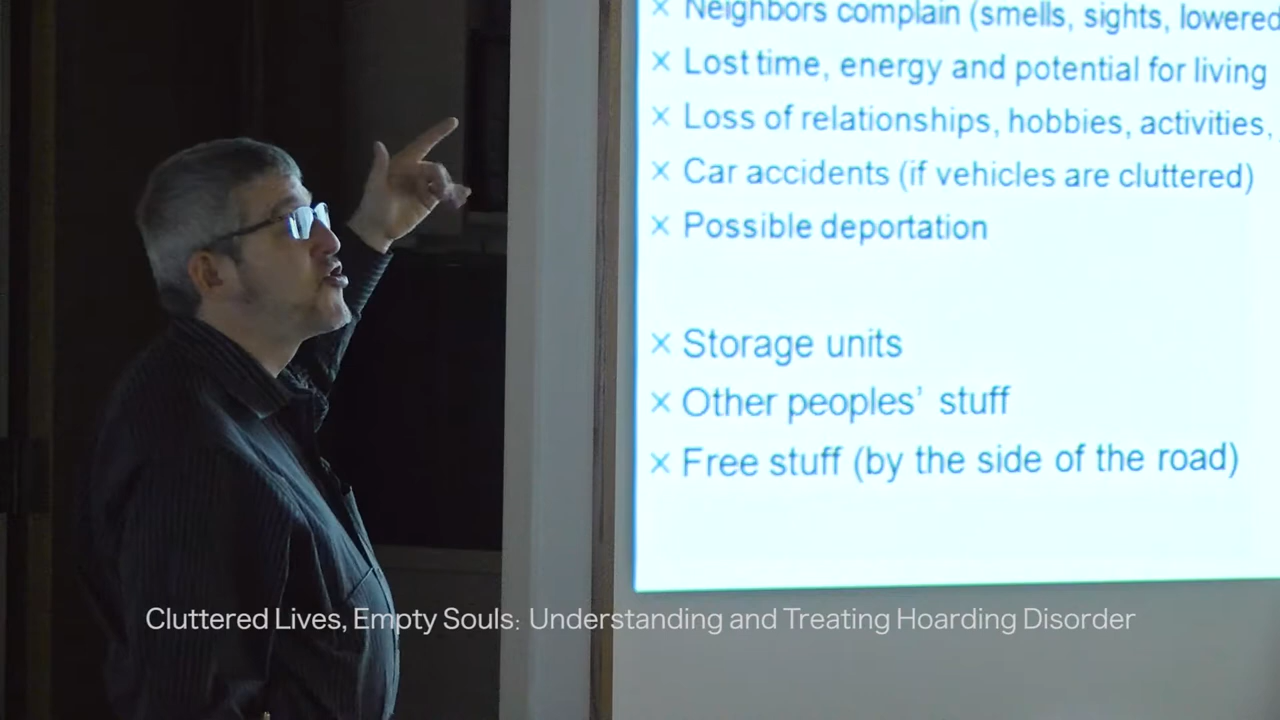 × Neighbors complain (smells, sights, lowered
× Lost time, energy and potential for living
× Loss of relationships, hobbies, activities,
× Car accidents (if vehicles are cluttered)
× Possible deportation
× Storage units
× Other peoples’ stuff
× Free stuff (by the side of the road)
Cluttered Lives, Empty Souls: Understanding and Treating Hoarding Disorder